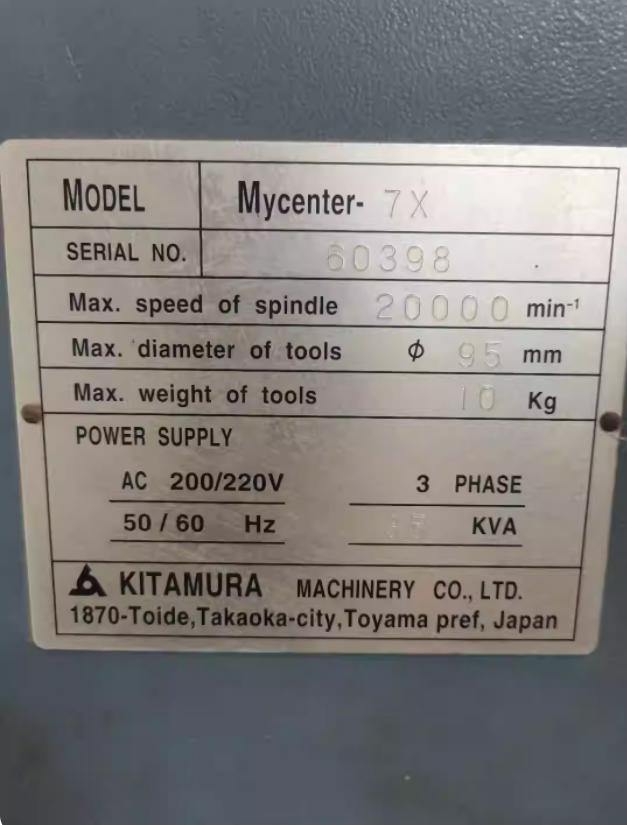 MODEL Mycenter- 7X
SERIAL NO. 60398
Max. speed of spindle 20000 min⁻¹
Max. diameter of tools ϕ 95 mm
Max. weight of tools 10 Kg
POWER SUPPLY
AC 200/220V 3 PHASE
50 / 60 Hz KVA
KITAMURA MACHINERY CO., LTD.
1870-Toide,Takaoka-city,Toyama pref, Japan